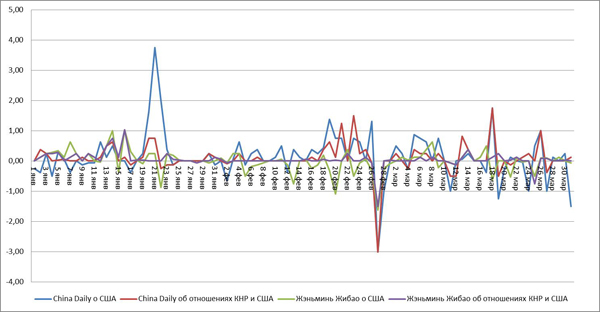 5,00
4,00
3,00
2,00
1,00
0,00
-1,00
-2,00
-3,00
-4,00
1 янв
3 янв
5 янв
7 янв
9 янв
11 янв
13 янв
15 янв
17 янв
19 янв
21 янв
23 янв
25 янв
27 янв
29 янв
31 янв
2 фев
4 фев
6 фев
8 фев
10 фев
12 фев
14 фев
16 фев
18 фев
20 фев
22 фев
24 фев
26 фев
28 фев
2 мар
4 мар
6 мар
8 мар
10 мар
12 мар
14 мар
16 мар
18 мар
20 мар
22 мар
24 мар
26 мар
28 мар
30 мар
China Daily о США China Daily об отношениях КНР и США Жэньминь Жибао о США Жэньминь Жибао об отношениях КНР и США